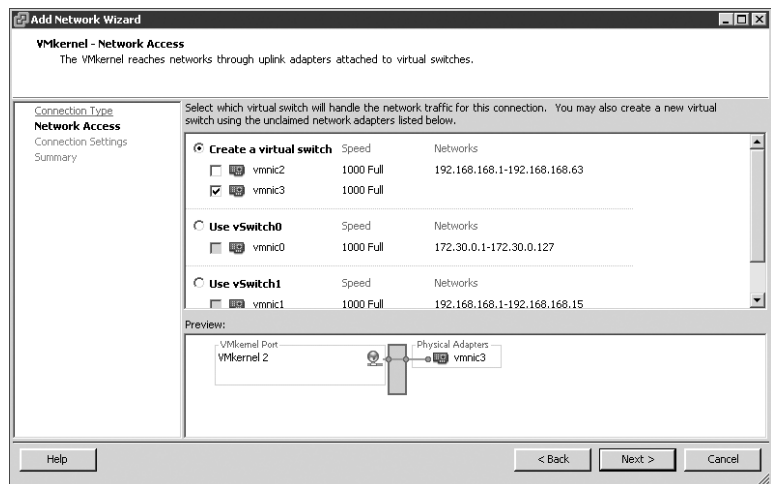 Add Network Wizard
VMkernel - Network Access
The VMkernel reaches networks through uplink adapters attached to virtual switches.
Connection Type
Network Access
Connection Settings
Summary
Select which virtual switch will handle the network traffic for this connection. You may also create a new virtual
switch using the unclaimed network adapters listed below.
Create a virtual switch Speed Networks
vmnic2 1000 Full 192.168.168.1-192.168.168.63
vmnic3 1000 Full
Use vSwitch0 Speed Networks
vmnic0 1000 Full 172.30.0.1-172.30.0.127
Use vSwitch1 Speed Networks
vmnic1 1000 Full 192.168.168.1-192.168.168.15
Preview:
VMkernel Port Physical Adapters
VMkernel 2 vmnic3
Help < Back Next > Cancel